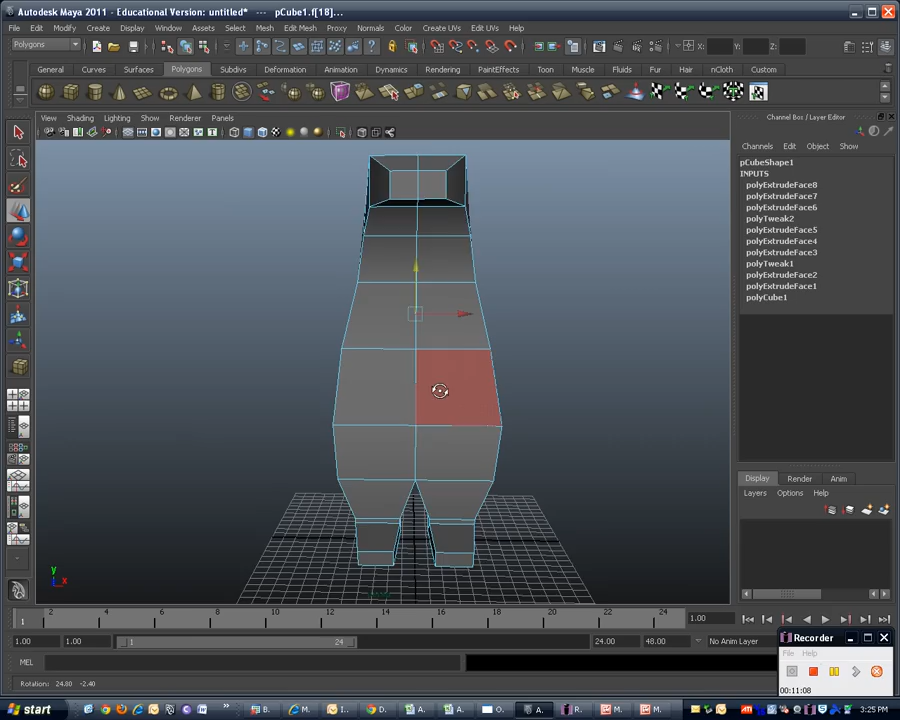 Autodesk Maya 2011 - Educational Version: untitled*   ---   pCube1.f[18]...
File Edit Modify Create Display Window Assets Select Mesh Edit Mesh Proxy Normals Color Create UVs Edit UVs Help
Polygons X: Y: Z:
General Curves Surfaces Polygons Subdivs Deformation Animation Dynamics Rendering PaintEffects Toon Muscle Fluids Fur Hair nCloth Custom
View Shading Lighting Show Renderer Panels
Channel Box / Layer Editor
Channels Edit Object Show
pCubeShape1
INPUTS
polyExtrudeFace8
polyExtrudeFace7
polyExtrudeFace6
polyTweak2
polyExtrudeFace5
polyExtrudeFace4
polyExtrudeFace3
polyTweak1
polyExtrudeFace2
polyExtrudeFace1
polyCube1
Display Render Anim
Layers Options Help
y
z x
1 2 4 6 8 10 12 14 16 18 20 22 24 1.00
1.00 1.00 1 24 24.00 48.00 No Anim Layer
MEL
Rotation: 24.80 -2.40
Recorder
File Edit Modify Help
00:11:08
start B. M. I... D. A. A. O... A. R. M. M. 3:25 PM